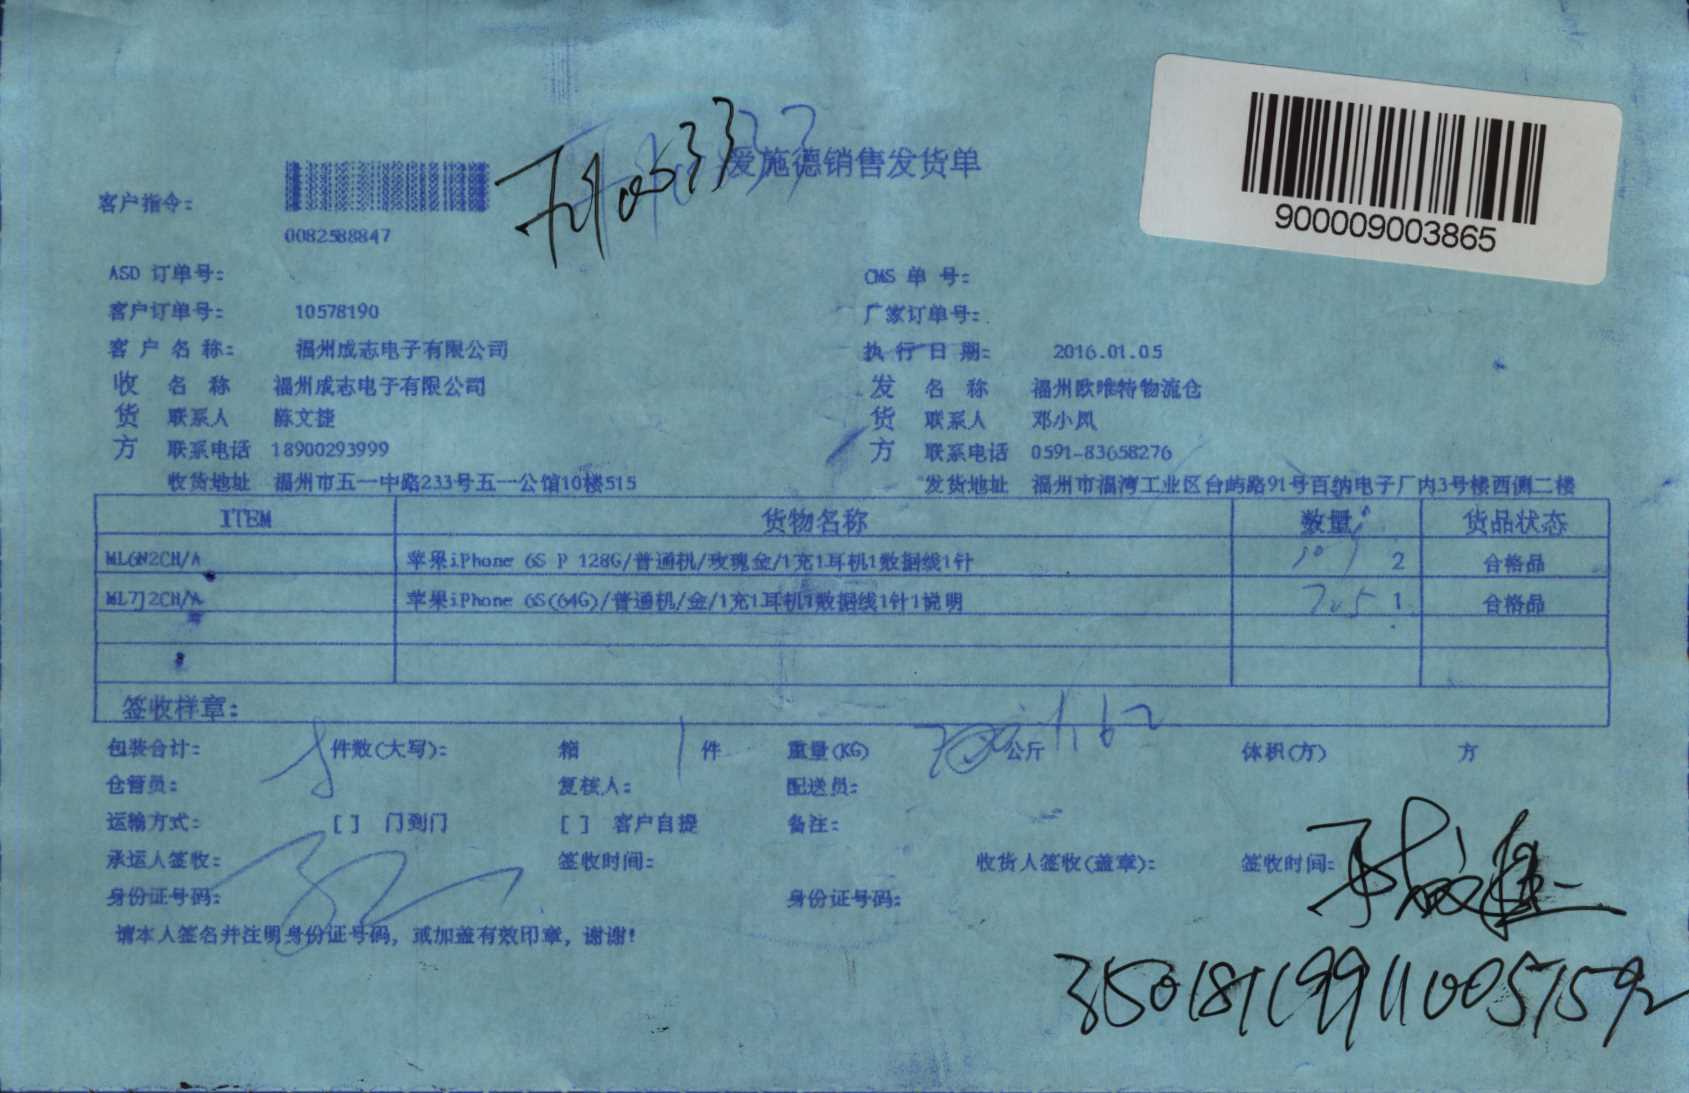 爱施德销售发货单
900009003865
客户指令:
0082588847
ASD 订单号: CMS 单 号:
客户订单号: 10578190 厂家订单号:
客 户 名 称: 福州成志电子有限公司 执 行 日 期: 2016.01.05
收 名 称 福州成志电子有限公司 发 名 称 福州欧唯特物流仓
货 联系人 陈文捷 货 联系人 邓小凤
方 联系电话 18900293999 方 联系电话 0591-83658276
收货地址 福州市五一中路233号五一公馆10楼515 发货地址 福州市福湾工业区台屿路91号百纳电子厂内3号楼西侧二楼
ITEM 货物名称 数量 货品状态
ML6N2CH/A 苹果iPhone 6S P 128G/普通机/玫瑰金/1充1耳机1数据线1针 2 合格品
ML7J2CH/A 苹果iPhone 6S(64G)/普通机/金/1充1耳机1数据线1针1说明 1 合格品
签收样章:
包装合计: 件数(大写): 箱 1 件 重量(KG) 公斤 1.62 体积(方) 方
仓管员: 复核人: 配送员:
运输方式: [ ] 门到门 [ ] 客户自提 备注:
承运人签收: 签收时间: 收货人签收(盖章): 签收时间:
身份证号码: 身份证号码:
请本人签名并注明身份证号码，或加盖有效印章，谢谢!